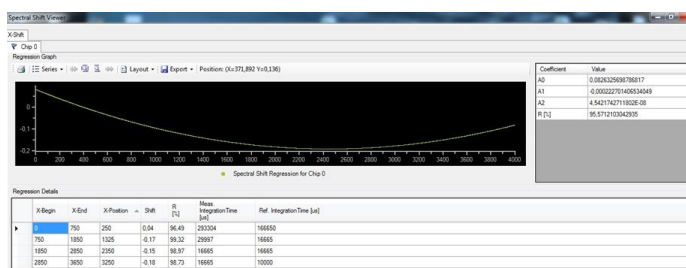 Spectral Shift Viewer
X-Shift
Chip 0
Regression Graph
Series Layout Export Position: (X=371,892 Y=0,136)
Coefficient Value
A0 0,0826325698786817
A1 -0,000222701406534049
A2 4,5421742711802E-08
R [%] 95,5712103042935
0
-0.1
-0.2
0 200 400 600 800 1000 1200 1400 1600 1800 2000 2200 2400 2600 2800 3000 3200 3400 3600 3800 4000
Spectral Shift Regression for Chip 0
Regression Details
X-Begin X-End X-Position Shift R [%] Meas. IntegrationTime [us] Ref. IntegrationTime [us]
0 750 250 0,04 96,49 293304 166650
750 1850 1325 -0,17 99,32 29997 16665
1850 2850 2350 -0,15 98,97 16665 16665
2850 3650 3250 -0,18 98,73 16665 10000